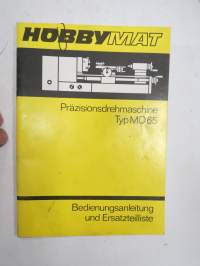 HOBBYMAT
Präzisionsdrehmaschine
Typ MD 65
Bedienungsanleitung
und Ersatzteilliste